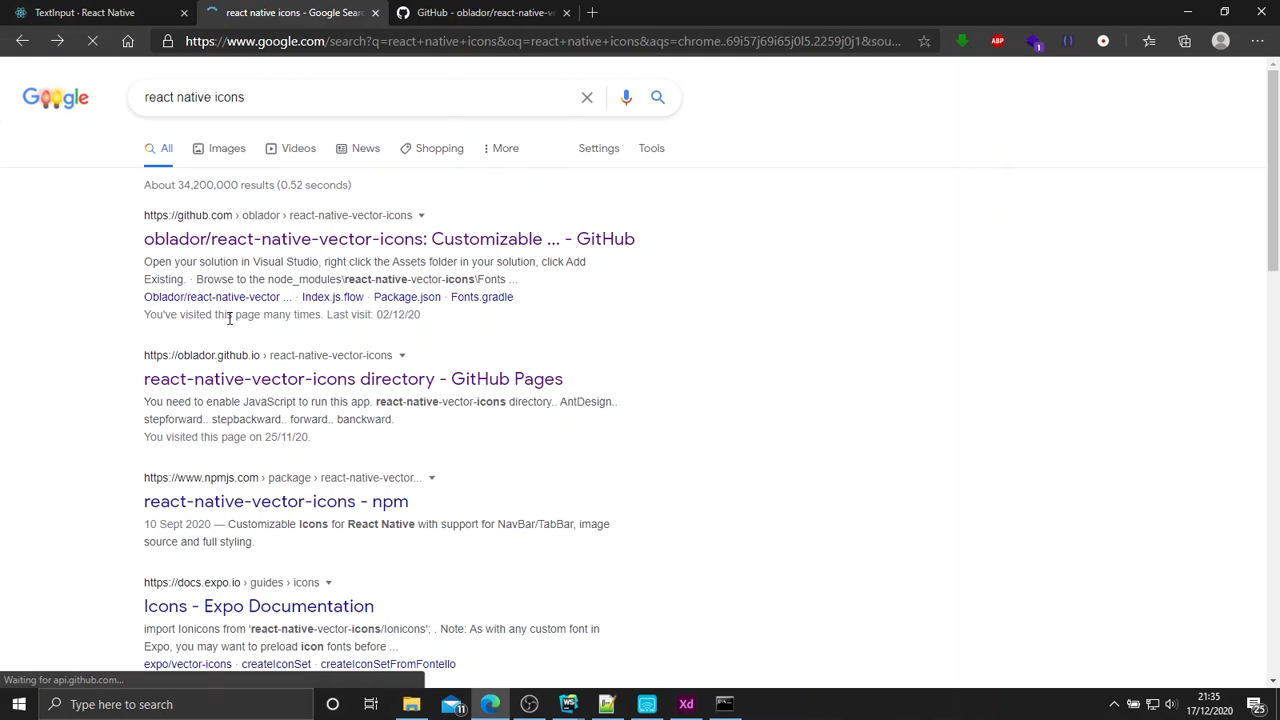 TextInput · React Native
react native icons - Google Sear
GitHub - oblador/react-native-v
https://www.google.com/search?q=react+native+icons&oq=react+native+icons&aqs=chrome..69i57j69i65j0l5.2259j0j1&sou...
ABP
1
Google
react native icons
All
Images
Videos
News
Shopping
More
Settings
Tools
About 34,200,000 results (0.52 seconds)
https://github.com › oblador › react-native-vector-icons
oblador/react-native-vector-icons: Customizable ... - GitHub
Open your solution in Visual Studio, right click the Assets folder in your solution, click Add
Existing. · Browse to the node_modules\react-native-vector-icons\Fonts ...
Oblador/react-native-vector ... · Index.js.flow · Package.json · Fonts.gradle
You've visited this page many times. Last visit: 02/12/20
https://oblador.github.io › react-native-vector-icons
react-native-vector-icons directory - GitHub Pages
You need to enable JavaScript to run this app. react-native-vector-icons directory.. AntDesign..
stepforward.. stepbackward.. forward.. banckward.
You visited this page on 25/11/20.
https://www.npmjs.com › package › react-native-vector...
react-native-vector-icons - npm
10 Sept 2020 — Customizable Icons for React Native with support for NavBar/TabBar, image
source and full styling.
https://docs.expo.io › guides › icons
Icons - Expo Documentation
import Ionicons from 'react-native-vector-icons/Ionicons'; . Note: As with any custom font in
Expo, you may want to preload icon fonts before ...
expo/vector-icons · createIconSet · createIconSetFromFontello
Waiting for api.github.com...
Type here to search
11
WS
Xd
21:35
17/12/2020
25